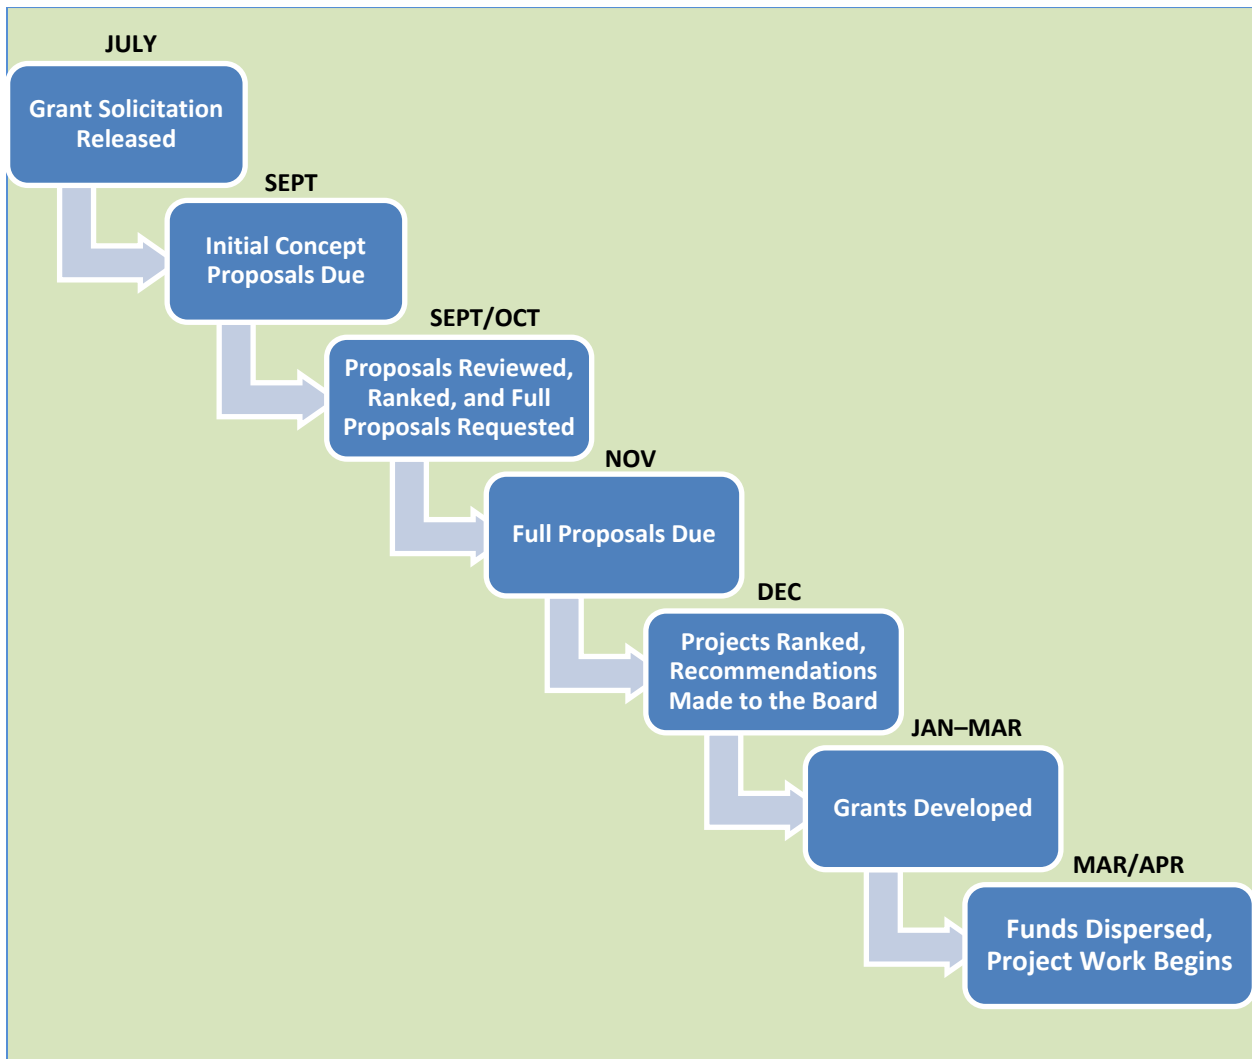 JULY
Grant Solicitation
Released
SEPT
Initial Concept
Proposals Due
SEPT/OCT
Proposals Reviewed,
Ranked, and Full
Proposals Requested
NOV
Full Proposals Due
DEC
Projects Ranked,
Recommendations
Made to the Board
JAN–MAR
Grants Developed
MAR/APR
Funds Dispersed,
Project Work Begins